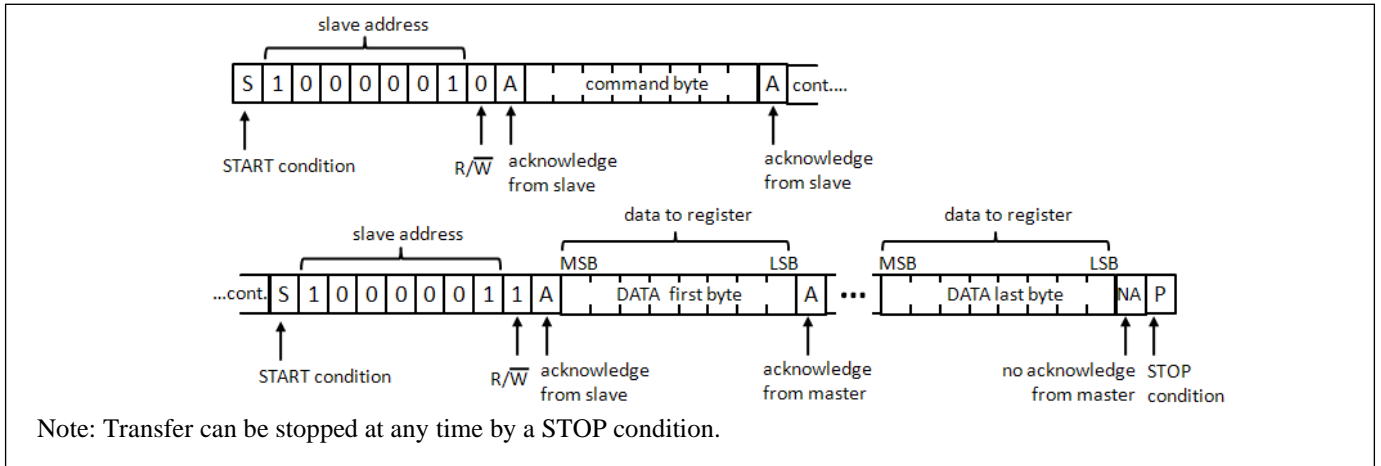 slave address
S 1 0 0 0 0 0 1 0 A command byte A cont....
START condition R/W̅ acknowledge from slave acknowledge from slave
data to register data to register
slave address
MSB LSB MSB LSB
...cont. S 1 0 0 0 0 0 1 1 A DATA first byte A ••• DATA last byte NA P
START condition R/W̅ acknowledge from slave acknowledge from master no acknowledge from master STOP condition
Note: Transfer can be stopped at any time by a STOP condition.